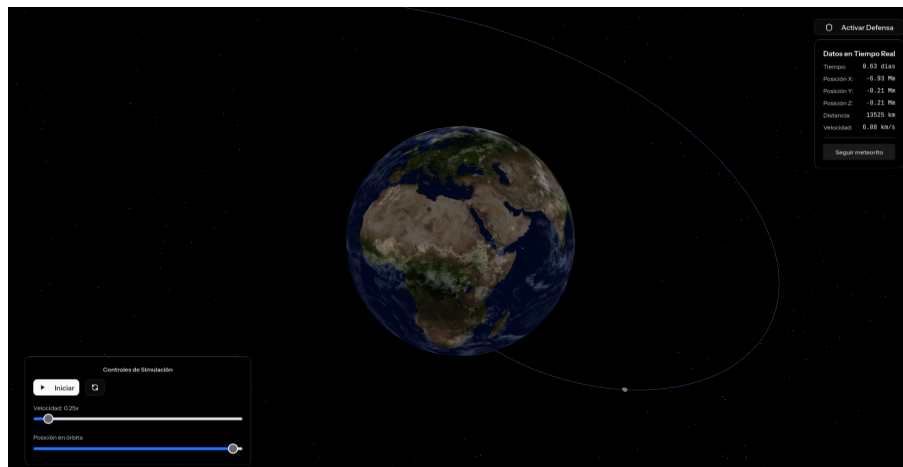 Activar Defensa
Datos en Tiempo Real
Tiempo: 0.63 días
Posición X: -6.93 Mm
Posición Y: -8.21 Mm
Posición Z: -8.21 Mm
Distancia: 13525 km
Velocidad: 6.08 km/s
Seguir meteorito
Controles de Simulación
Iniciar
Velocidad: 0.25x
Posición en órbita